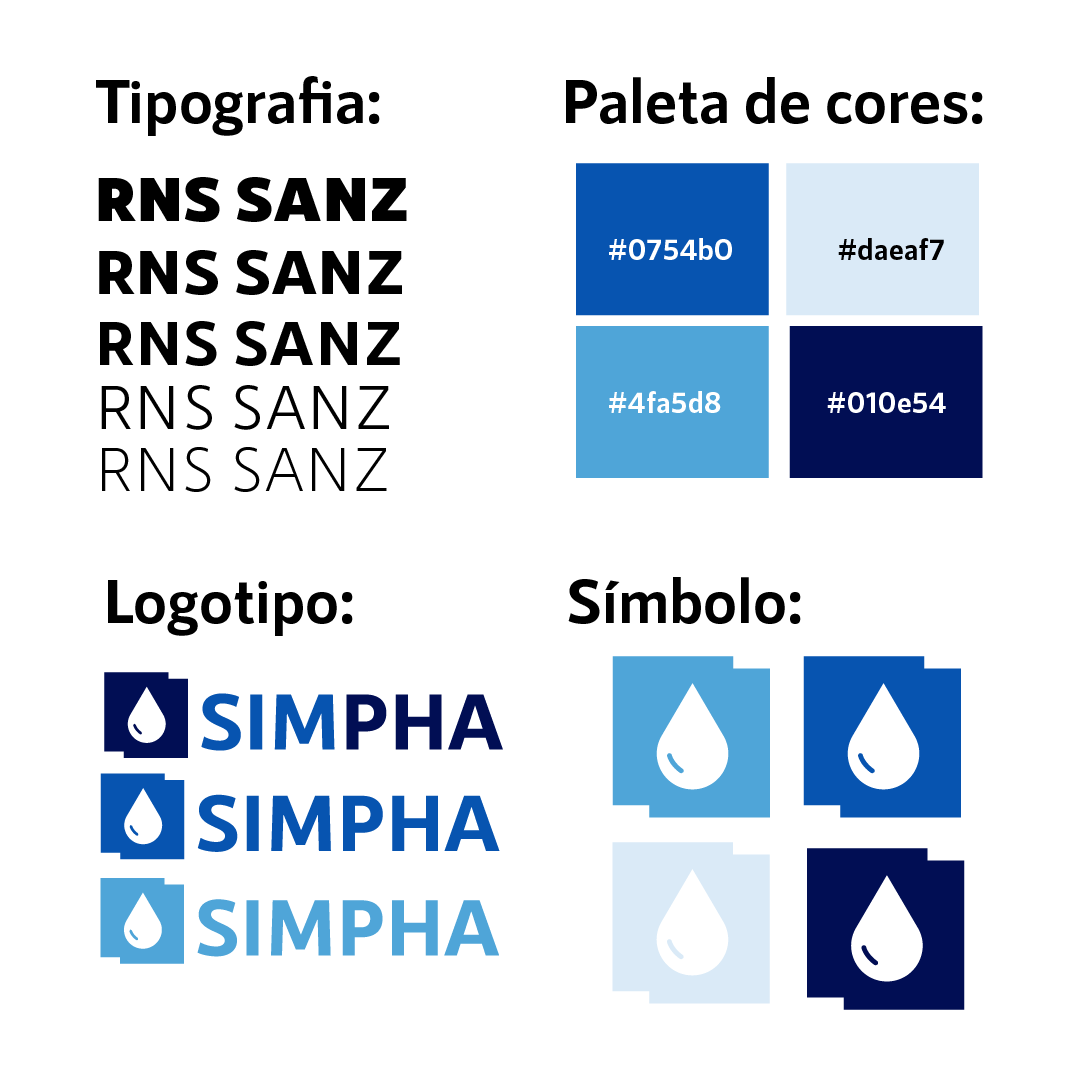 Tipografia:
RNS SANZ
RNS SANZ
RNS SANZ
RNS SANZ
RNS SANZ
Paleta de cores:
#0754b0
#daeaf7
#4fa5d8
#010e54
Logotipo:
SIMPHA
SIMPHA
SIMPHA
Símbolo: